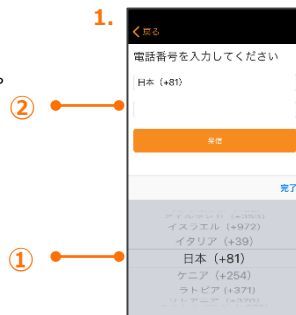 1.
戻る
電話番号を入力してください
。
②
日本 (+81)
発信
完了
イスラエル (+972)
イタリア (+39)
①
日本 (+81)
ケニア (+254)
ラトビア (+371)